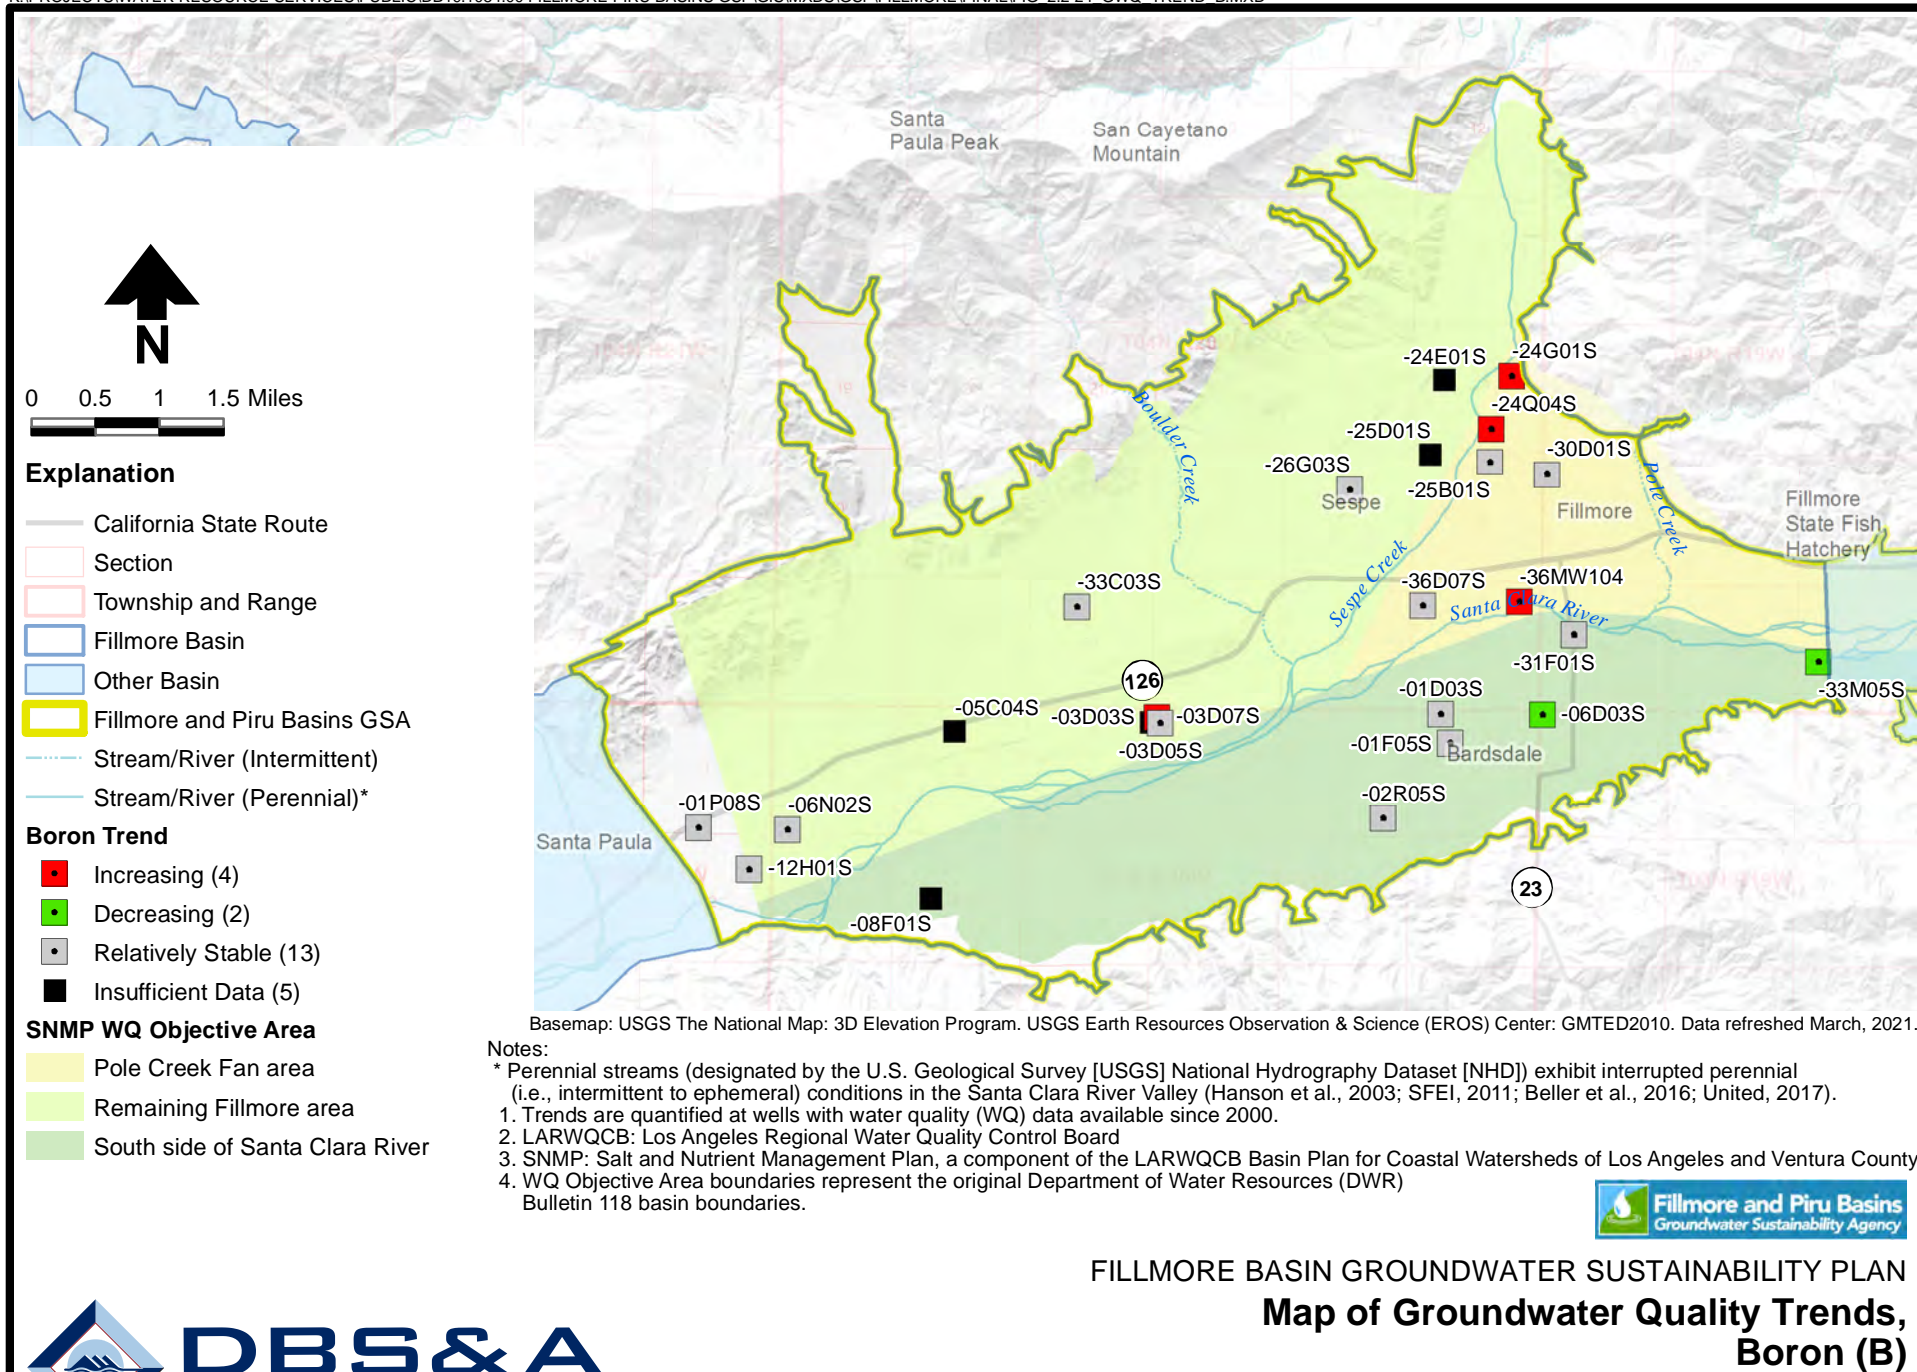 Santa
Paula Peak
San Cayetano
Mountain
N
0 0.5 1 1.5 Miles
Explanation
California State Route
Section
Township and Range
Fillmore Basin
Other Basin
Fillmore and Piru Basins GSA
Stream/River (Intermittent)
Stream/River (Perennial)*
Boron Trend
Increasing (4)
Decreasing (2)
Relatively Stable (13)
Insufficient Data (5)
SNMP WQ Objective Area
Pole Creek Fan area
Remaining Fillmore area
South side of Santa Clara River
-24E01S
-24G01S
-24Q04S
-25D01S
-30D01S
-26G03S
-25B01S
Sespe
Fillmore
Boulder Creek
Pole Creek
Fillmore
State Fish
Hatchery
Sespe Creek
-33C03S
-36D07S
-36MW104
Santa Clara River
-31F01S
-33M05S
126
-01D03S
-06D03S
-05C04S
-03D03S
-03D07S
-03D05S
-01F05S
Bardsdale
-02R05S
-01P08S
-06N02S
Santa Paula
-12H01S
-08F01S
23
Basemap: USGS The National Map: 3D Elevation Program. USGS Earth Resources Observation & Science (EROS) Center: GMTED2010. Data refreshed March, 2021.
Notes:
* Perennial streams (designated by the U.S. Geological Survey [USGS] National Hydrography Dataset [NHD]) exhibit interrupted perennial
(i.e., intermittent to ephemeral) conditions in the Santa Clara River Valley (Hanson et al., 2003; SFEI, 2011; Beller et al., 2016; United, 2017).
1. Trends are quantified at wells with water quality (WQ) data available since 2000.
2. LARWQCB: Los Angeles Regional Water Quality Control Board
3. SNMP: Salt and Nutrient Management Plan, a component of the LARWQCB Basin Plan for Coastal Watersheds of Los Angeles and Ventura County
4. WQ Objective Area boundaries represent the original Department of Water Resources (DWR)
Bulletin 118 basin boundaries.
Fillmore and Piru Basins
Groundwater Sustainability Agency
FILLMORE BASIN GROUNDWATER SUSTAINABILITY PLAN
Map of Groundwater Quality Trends,
Boron (B)
DBS&A